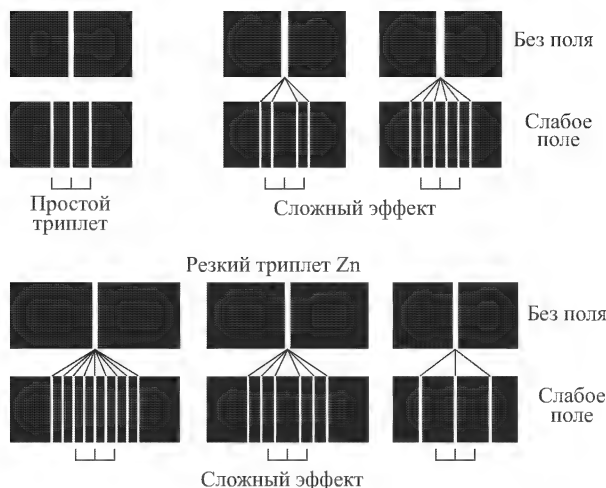 Без поля
Слабое
поле
Простой
триплет
Сложный эффект
Резкий триплет Zn
Без поля
Слабое
поле
Сложный эффект